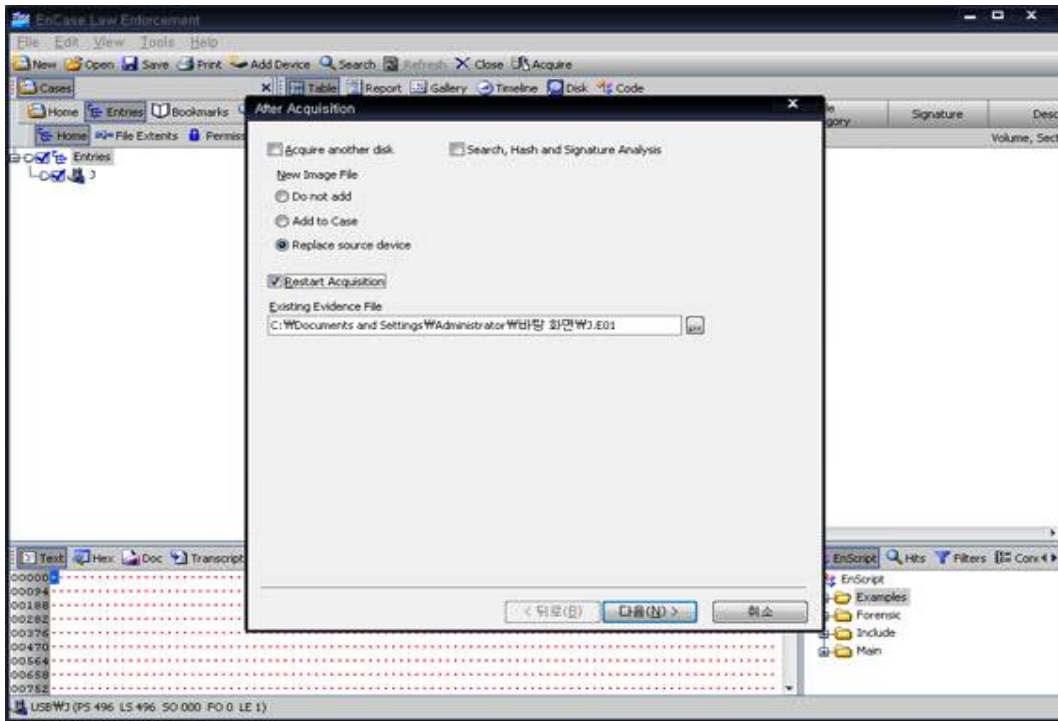 EnCase Law Enforcement
File Edit View Tools Help
New Open Save Print Add Device Search Refresh Close Acquire
Cases
Table Report Gallery Timeline Disk Code
Home Entries Bookmarks
Home File Extents Permiss
Entries
J
Signature
Desc
Volume, Sect
After Acquisition
Acquire another disk
Search, Hash and Signature Analysis
New Image File
Do not add
Add to Case
Replace source device
Restart Acquisition
Existing Evidence File
C:₩Documents and Settings₩Administrator₩바탕 화면₩J.E01
...
< 뒤로(B)
다음(N) >
취소
Text Hex Doc Transcript
00000
00094
00188
00282
00376
00470
00564
00658
00752
EnScript Hits Filters
EnScript
Examples
Forensic
Include
Main
USB₩J (PS 496 LS 496 SO 000 FO 0 LE 1)